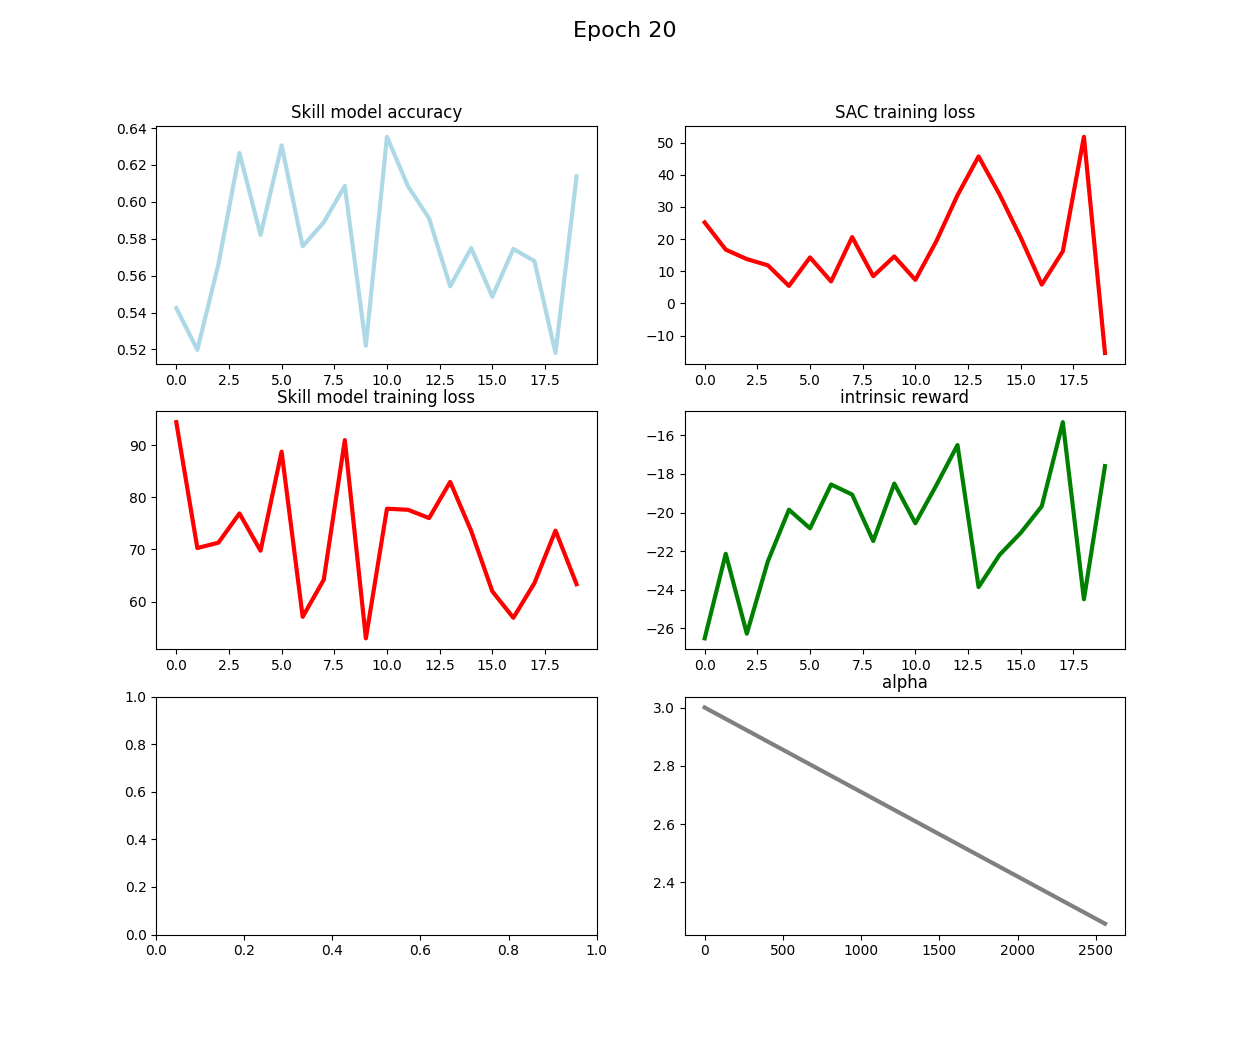 Epoch 20
Skill model accuracy
SAC training loss
0.64
0.62
0.60
0.58
0.56
0.54
0.52
50
40
30
20
10
0
−10
0.0 2.5 5.0 7.5 10.0 12.5 15.0 17.5
0.0 2.5 5.0 7.5 10.0 12.5 15.0 17.5
Skill model training loss
intrinsic reward
90
80
70
60
−16
−18
−20
−22
−24
−26
0.0 2.5 5.0 7.5 10.0 12.5 15.0 17.5
0.0 2.5 5.0 7.5 10.0 12.5 15.0 17.5
alpha
1.0
0.8
0.6
0.4
0.2
0.0
3.0
2.8
2.6
2.4
0.0 0.2 0.4 0.6 0.8 1.0
0 500 1000 1500 2000 2500